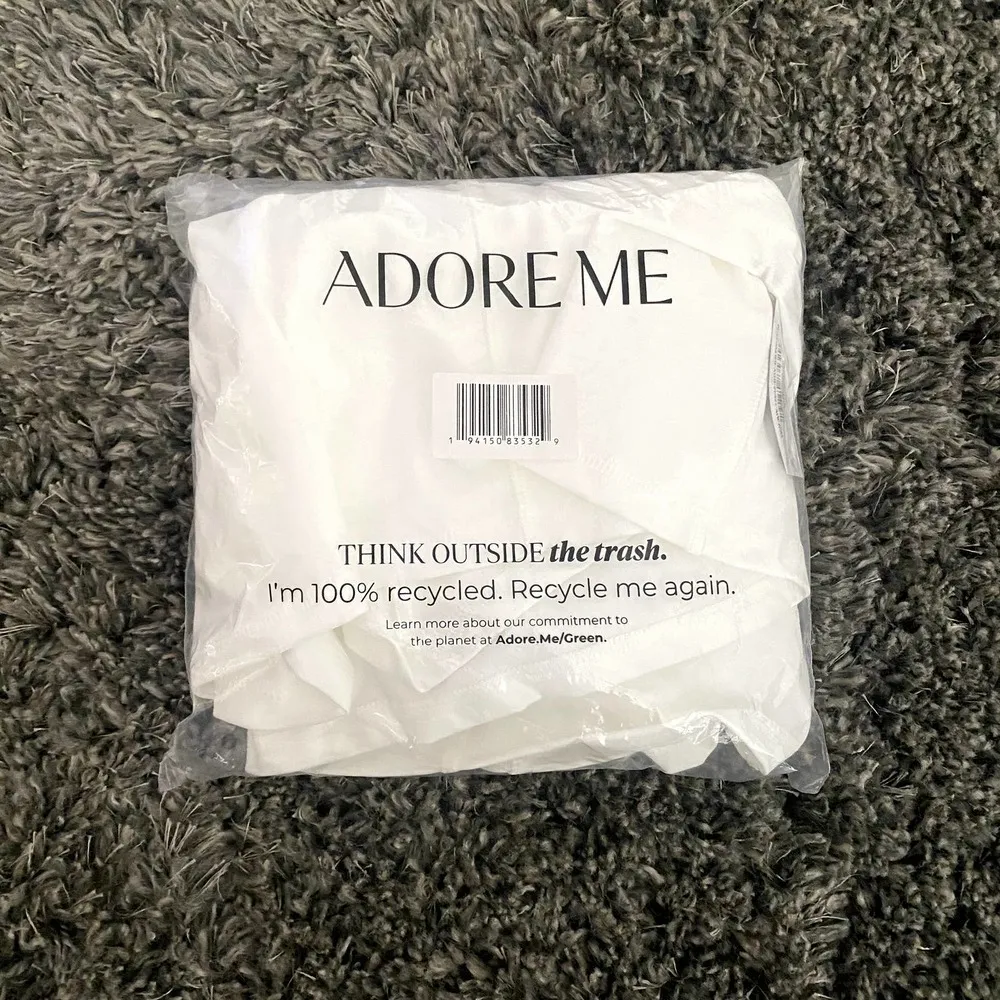 ADORE ME
1 94150 83532 9
THINK OUTSIDE the trash.
I'm 100% recycled. Recycle me again.
Learn more about our commitment to
the planet at Adore.Me/Green.